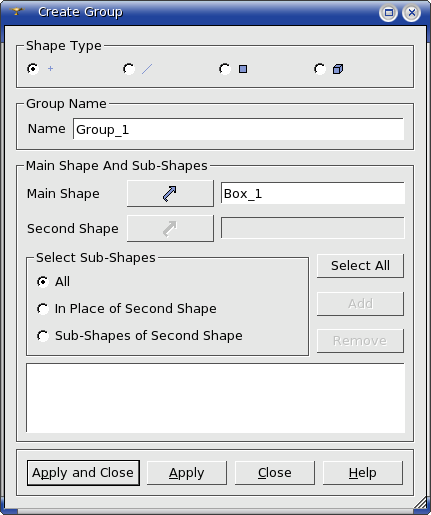 Create Group
Shape Type
Group Name
Name Group_1
Main Shape And Sub-Shapes
Main Shape Box_1
Second Shape
Select Sub-Shapes
Select All
All
Add
In Place of Second Shape
Sub-Shapes of Second Shape
Remove
Apply and Close Apply Close Help